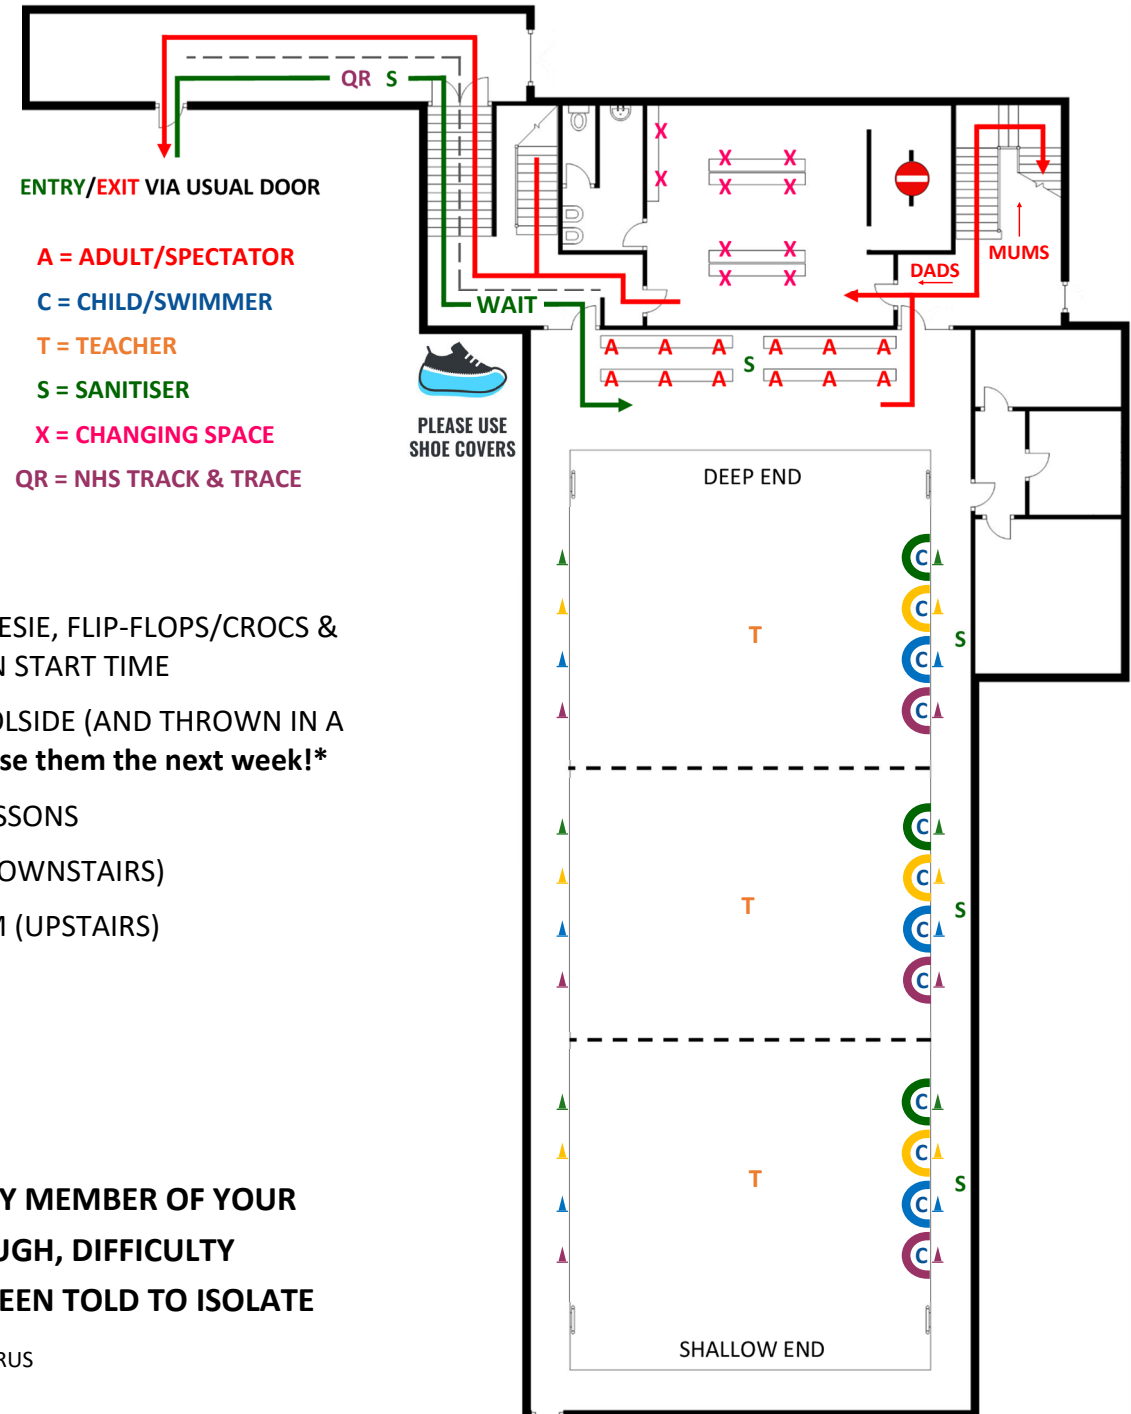 QR S
ENTRY/EXIT VIA USUAL DOOR
A = ADULT/SPECTATOR
C = CHILD/SWIMMER
T = TEACHER
S = SANITISER
X = CHANGING SPACE
QR = NHS TRACK & TRACE
X X X
X X X
X X
X X
MUMS
DADS
WAIT
A A A A A A
S
A A A A A A
PLEASE USE
SHOE COVERS
DEEP END
C
C
T
S
C
C
C
C
T
S
C
C
C
C
T
S
C
C
SHALLOW END
ESIE, FLIP-FLOPS/CROCS &
N START TIME
OLSIDE (AND THROWN IN A
se them the next week!*
SSONS
OWNSTAIRS)
M (UPSTAIRS)
Y MEMBER OF YOUR
UGH, DIFFICULTY
EEN TOLD TO ISOLATE
RUS